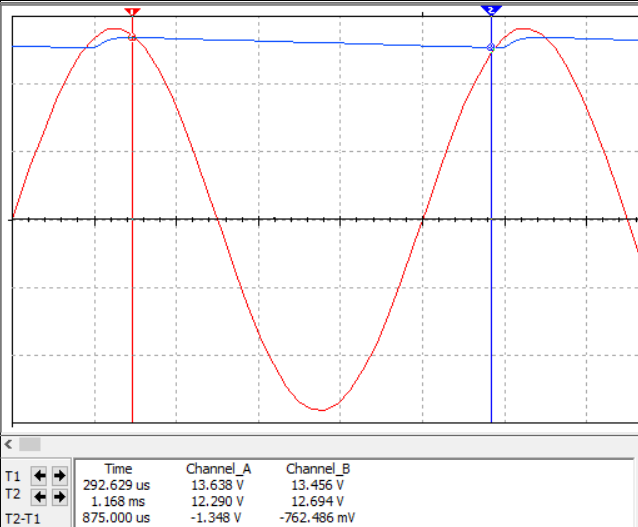 1
2
Time Channel_A Channel_B
T1 292.629 us 13.638 V 13.456 V
T2 1.168 ms 12.290 V 12.694 V
T2-T1 875.000 us -1.348 V -762.486 mV